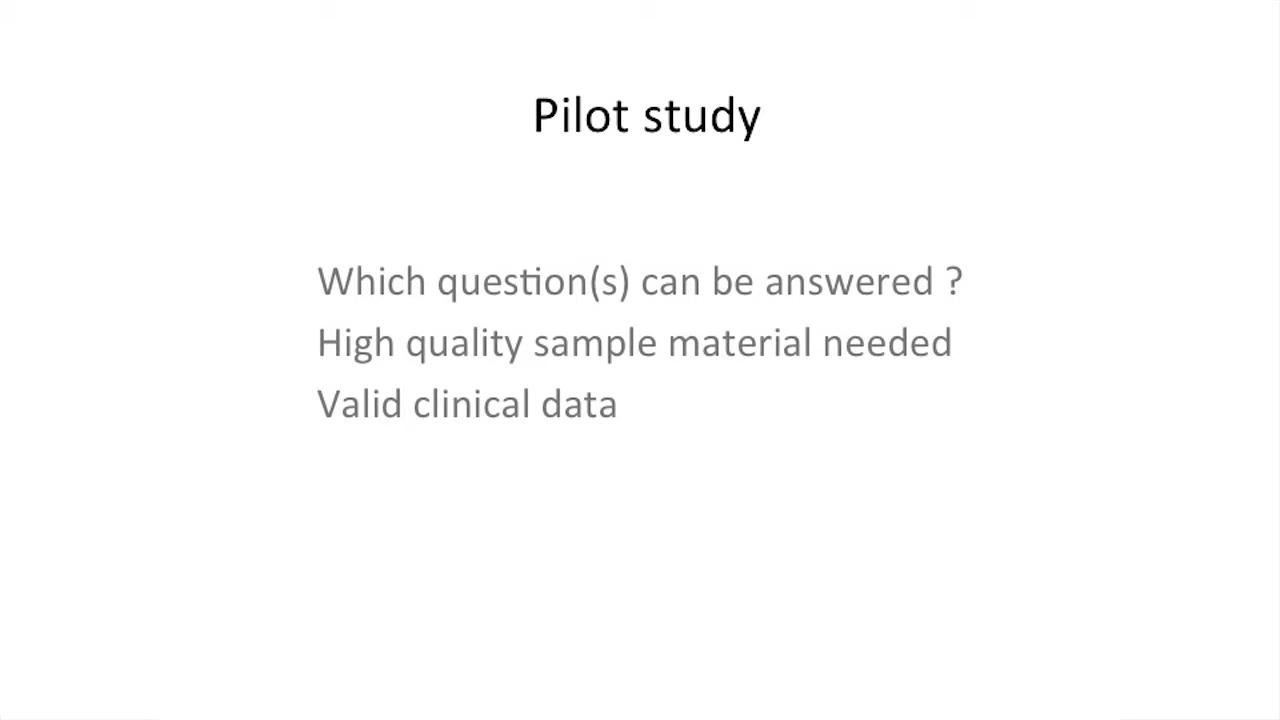 Pilot study
Which question(s) can be answered ?
High quality sample material needed
Valid clinical data